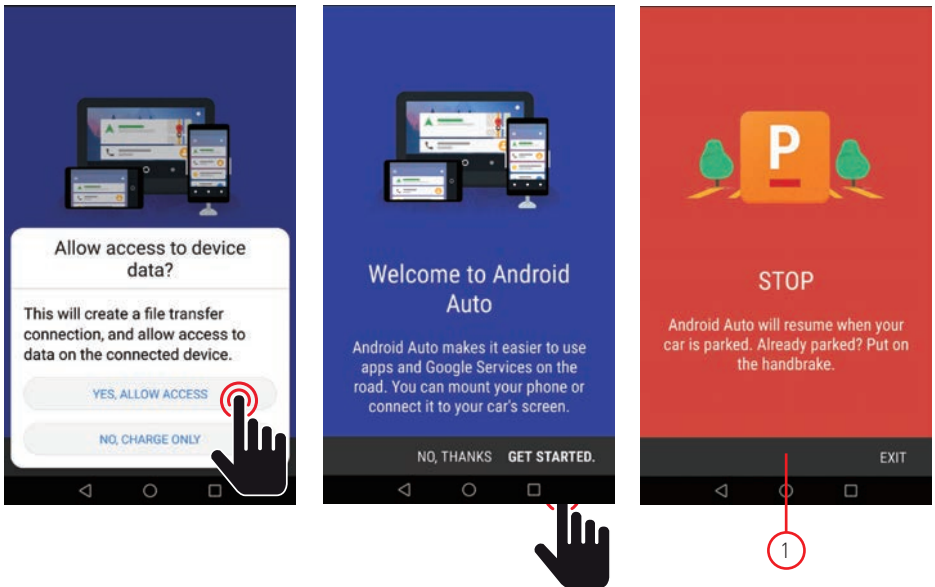 Allow access to device
data?
This will create a file transfer
connection, and allow access to
data on the connected device.
YES, ALLOW ACCESS
NO, CHARGE ONLY
Welcome to Android
Auto
Android Auto makes it easier to use
apps and Google Services on the
road. You can mount your phone or
connect it to your car's screen.
NO, THANKS GET STARTED.
P
STOP
Android Auto will resume when your
car is parked. Already parked? Put on
the handbrake.
EXIT
1